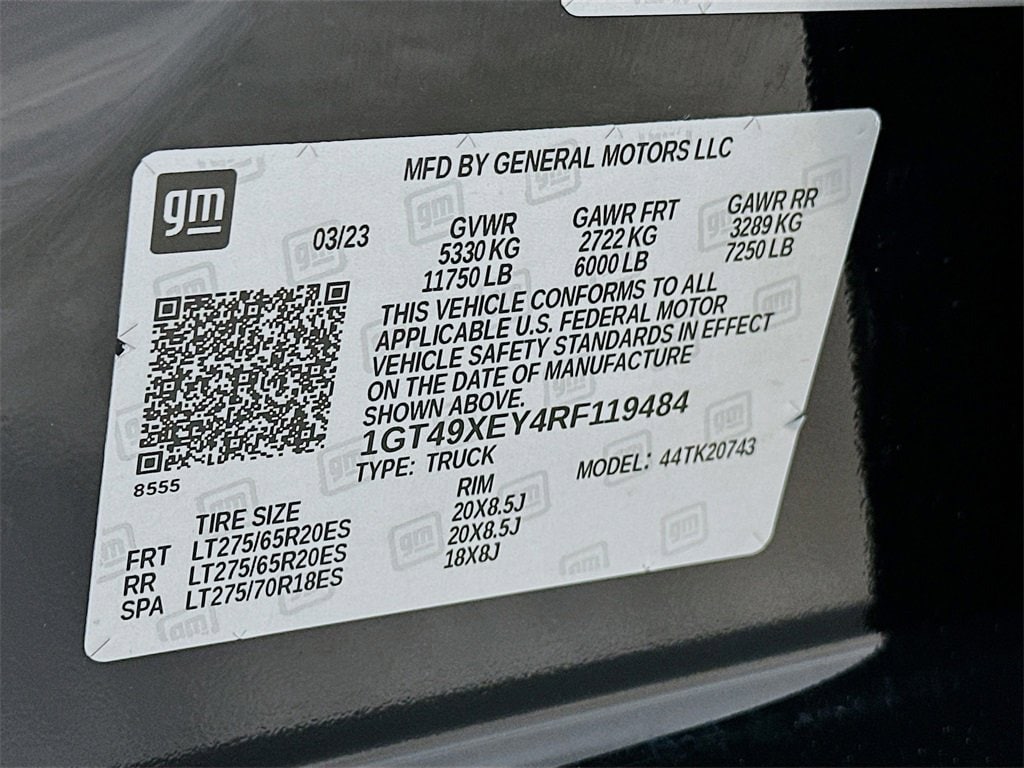 gm
MFD BY GENERAL MOTORS LLC
03/23
GVWR GAWR FRT GAWR RR
5330 KG 2722 KG 3289 KG
11750 LB 6000 LB 7250 LB
THIS VEHICLE CONFORMS TO ALL
APPLICABLE U.S. FEDERAL MOTOR
VEHICLE SAFETY STANDARDS IN EFFECT
ON THE DATE OF MANUFACTURE
SHOWN ABOVE.
1GT49XEY4RF119484
TYPE: TRUCK MODEL: 44TK20743
8555
TIRE SIZE RIM
FRT LT275/65R20ES 20X8.5J
RR LT275/65R20ES 20X8.5J
SPA LT275/70R18ES 18X8J